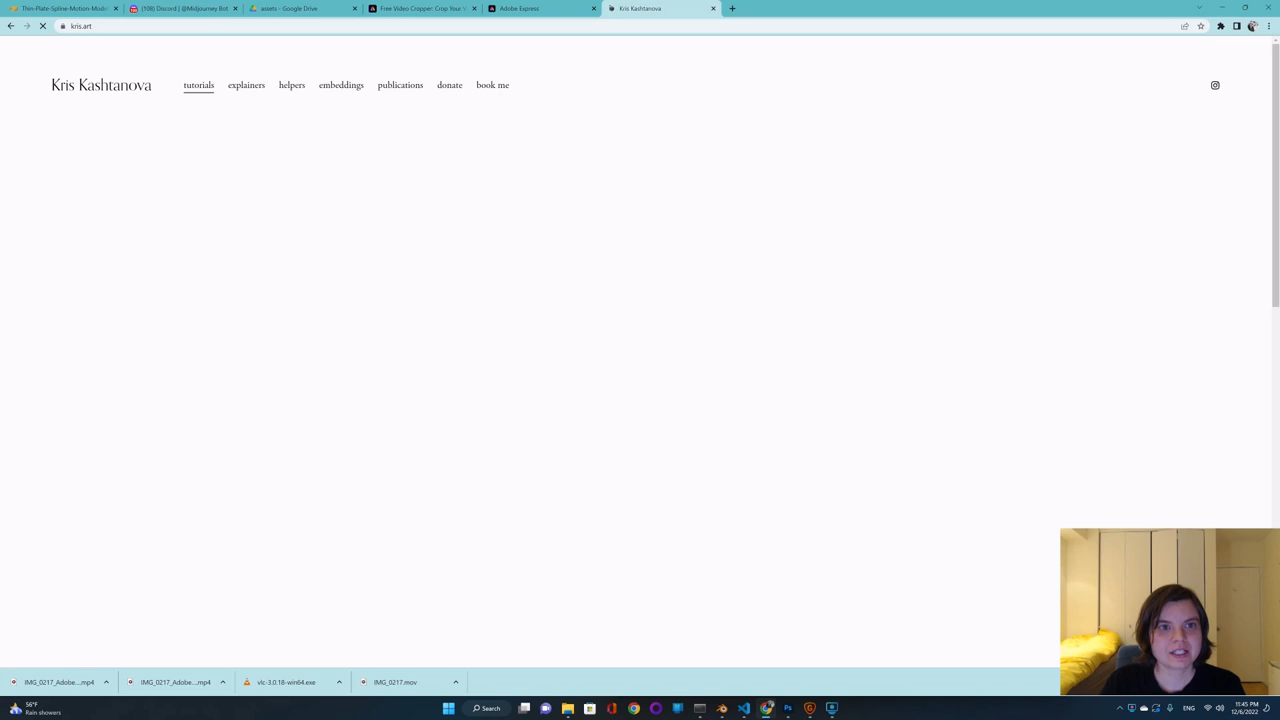 Thin-Plate-Spline-Motion-Mode
(108) Discord | @Midjourney Bot
assets - Google Drive
Free Video Cropper: Crop Your V
Adobe Express
Kris Kashtanova
kris.art
Kris Kashtanova
tutorials
explainers
helpers
embeddings
publications
donate
book me
IMG_0217_Adobe....mp4
IMG_0217_Adobe....mp4
vlc-3.0.18-win64.exe
IMG_0217.mov
56°F
Rain showers
Search
ENG
11:45 PM
12/6/2022